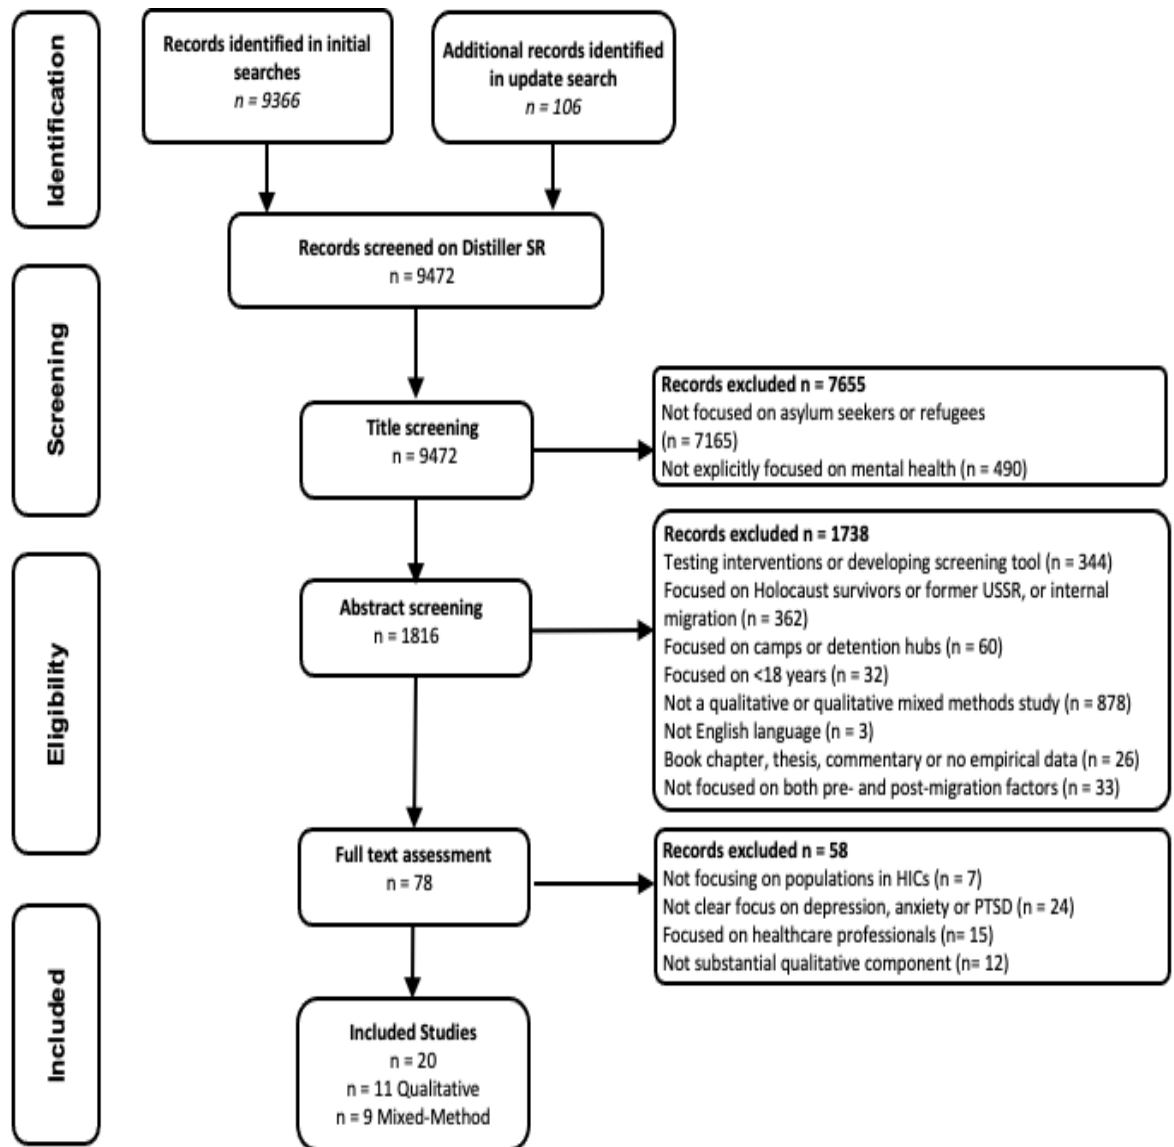 Identification
Records identified in initial
searches
n = 9366
Additional records identified
in update search
n = 106
Records screened on Distiller SR
n = 9472
Screening
Title screening
n = 9472
Records excluded n = 7655
Not focused on asylum seekers or refugees
(n = 7165)
Not explicitly focused on mental health (n = 490)
Eligibility
Abstract screening
n = 1816
Records excluded n = 1738
Testing interventions or developing screening tool (n = 344)
Focused on Holocaust survivors or former USSR, or internal
migration (n = 362)
Focused on camps or detention hubs (n = 60)
Focused on <18 years (n = 32)
Not a qualitative or qualitative mixed methods study (n = 878)
Not English language (n = 3)
Book chapter, thesis, commentary or no empirical data (n = 26)
Not focused on both pre- and post-migration factors (n = 33)
Full text assessment
n = 78
Records excluded n = 58
Not focusing on populations in HICs (n = 7)
Not clear focus on depression, anxiety or PTSD (n = 24)
Focused on healthcare professionals (n= 15)
Not substantial qualitative component (n= 12)
Included
Included Studies
n = 20
n = 11 Qualitative
n = 9 Mixed-Method